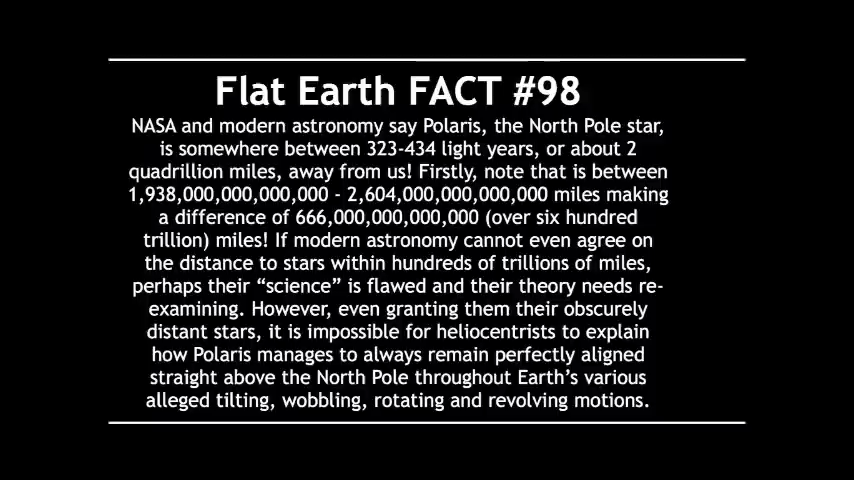 Flat Earth FACT #98
NASA and modern astronomy say Polaris, the North Pole star,
is somewhere between 323-434 light years, or about 2
quadrillion miles, away from us! Firstly, note that is between
1,938,000,000,000,000 - 2,604,000,000,000,000 miles making
a difference of 666,000,000,000,000 (over six hundred
trillion) miles! If modern astronomy cannot even agree on
the distance to stars within hundreds of trillions of miles,
perhaps their “science” is flawed and their theory needs re-
examining. However, even granting them their obscurely
distant stars, it is impossible for heliocentrists to explain
how Polaris manages to always remain perfectly aligned
straight above the North Pole throughout Earth’s various
alleged tilting, wobbling, rotating and revolving motions.